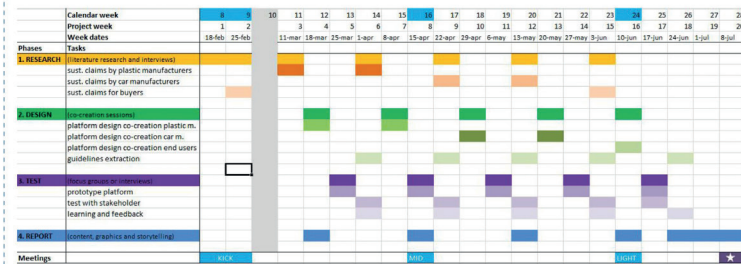 Calendar week 8 9 10 11 12 13 14 15 16 17 18 19 20 21 22 23 24 25 26 27 28
Project week 1 2 3 4 5 6 7 8 9 10 11 12 13 14 15 16 17 18 19 20
Week dates 18-feb 25-feb 11-mar 18-mar 25-mar 1-apr 8-apr 15-apr 22-apr 29-apr 6-may 13-may 20-may 27-may 3-jun 10-jun 17-jun 24-jun 1-jul 8-jul
Phases Tasks
1. RESEARCH (literature research and interviews)
sust. claims by plastic manufacturers
sust. claims by car manufacturers
sust. claims for buyers
2. DESIGN (co-creation sessions)
platform design co-creation plastic m.
platform design co-creation car m.
platform design co-creation end users
guidelines extraction
3. TEST (focus groups or interviews)
prototype platform
test with stakeholder
learning and feedback
4. REPORT (content, graphics and storytelling)
Meetings KICK MID LIGHT